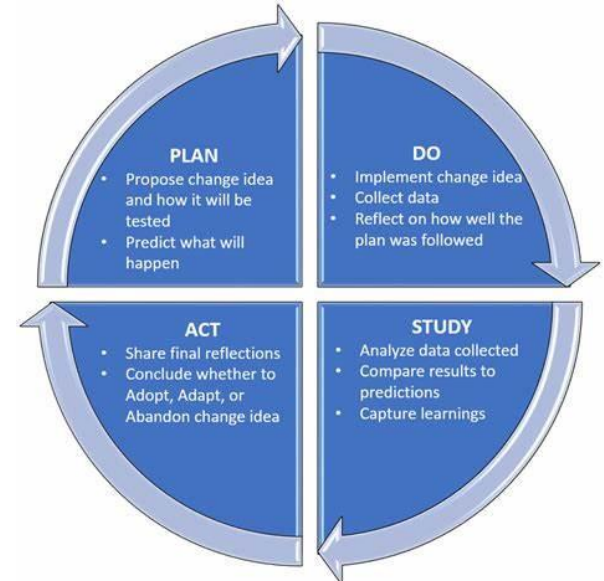 PLAN
• Propose change idea
and how it will be
tested
• Predict what will
happen
DO
• Implement change idea
• Collect data
• Reflect on how well the
plan was followed
ACT
• Share final reflections
• Conclude whether to
Adopt, Adapt, or
Abandon change idea
STUDY
• Analyze data collected
• Compare results to
predictions
• Capture learnings